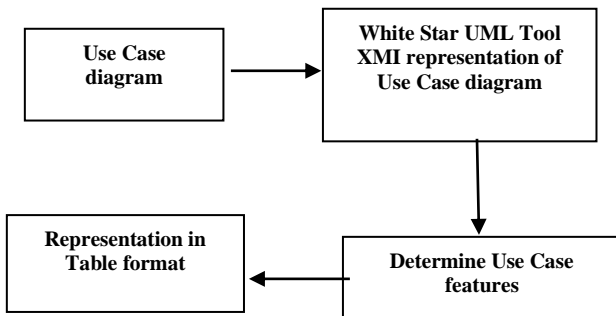 Use Case
diagram
White Star UML Tool
XMI representation of
Use Case diagram
Determine Use Case
features
Representation in
Table format